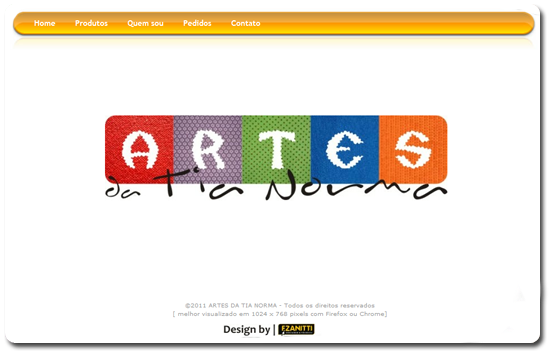 Home Produtos Quem sou Pedidos Contato
ARTES
da Tia Norma
©2011 ARTES DA TIA NORMA - Todos os direitos reservados
[ melhor visualizado em 1024 x 768 pixels com Firefox ou Chrome]
Design by | FZANITTI